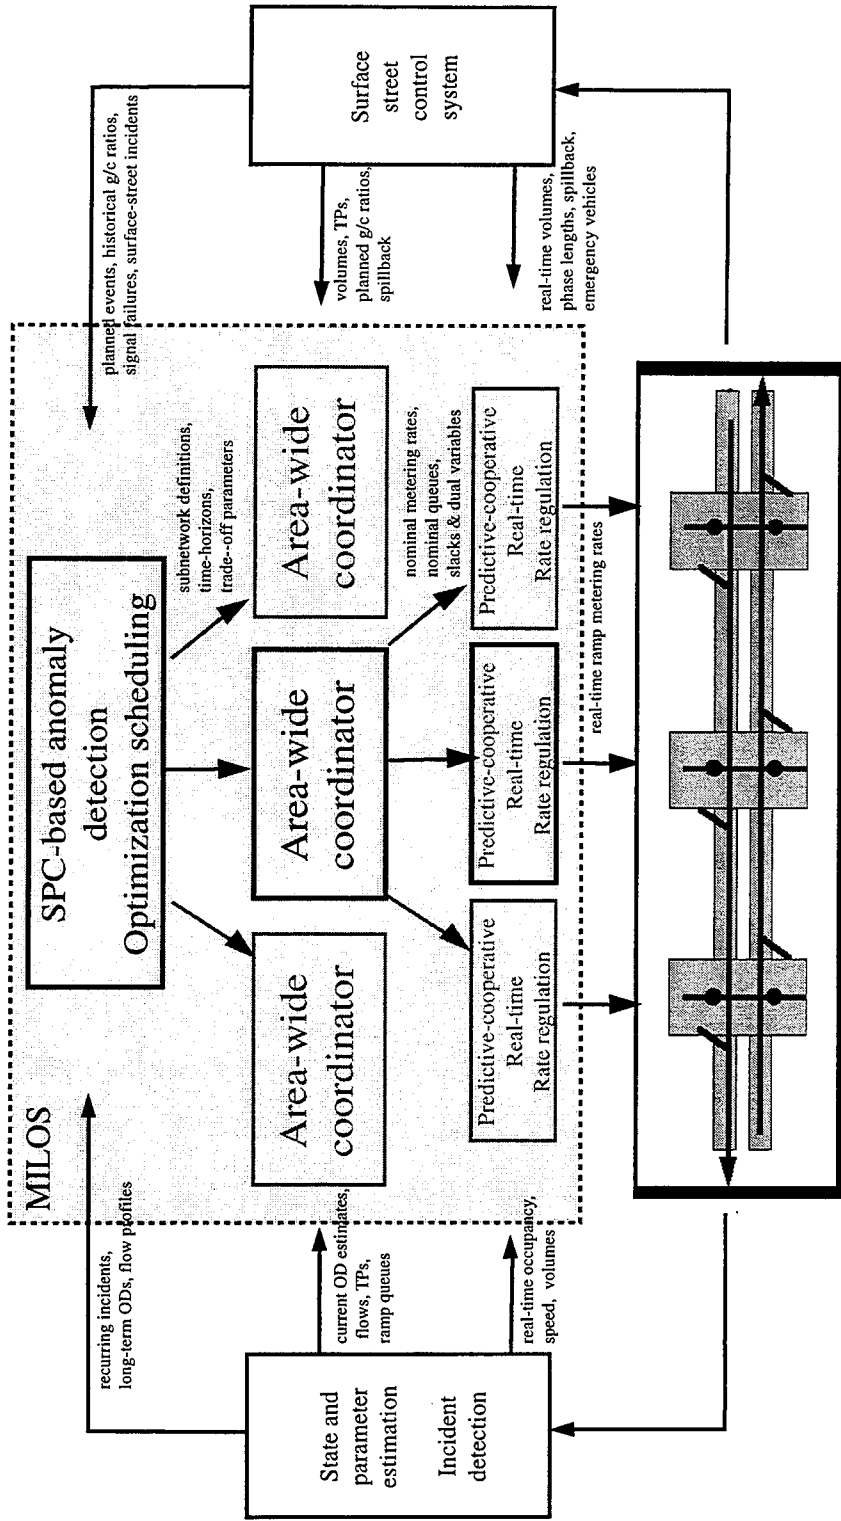 MILOS
SPC-based anomaly
detection
Optimization scheduling
recurring incidents,
long-term ODs, flow profiles
planned events, historical g/c ratios,
signal failures, surface-street incidents
subnetwork definitions,
time-horizons,
trade--off parameters
Area-wide
coordinator
Area-wide
coordinator
Area-wide
coordinator
State and
parameter
estimation
Incident
detection
current OD estimates,
flows, TPs,
ramp queues
volumes, TPs,
planned g/c ratios,
spillback
Surface
street
control
system
nominal metering rates,
nominal queues,
slacks & dual variables
real-time occupancy,
speed, volumes
Predictive-cooperative
Real-time
Rate regulation
Predictive-cooperative
Real-time
Rate regulation
Predictive-cooperative
Real-time
Rate regulation
real-time volumes,
phase lengths, spillback,
emergency vehicles
real-time ramp metering rates